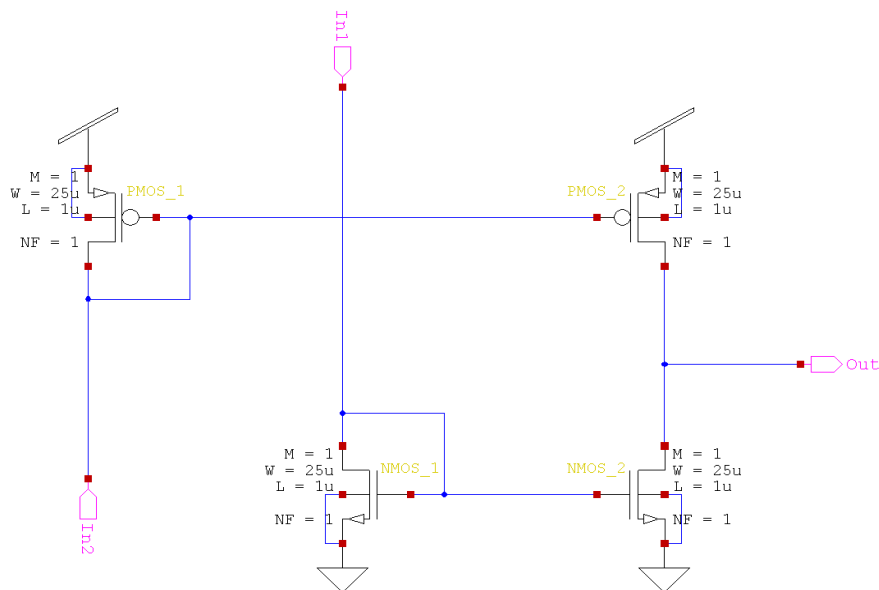 In1
M = 1
W = 25u
L = 1u
NF = 1
PMOS_1
PMOS_2
M = 1
W = 25u
L = 1u
NF = 1
Out
M = 1
W = 25u
L = 1u
NF = 1
NMOS_1
NMOS_2
M = 1
W = 25u
L = 1u
NF = 1
In2